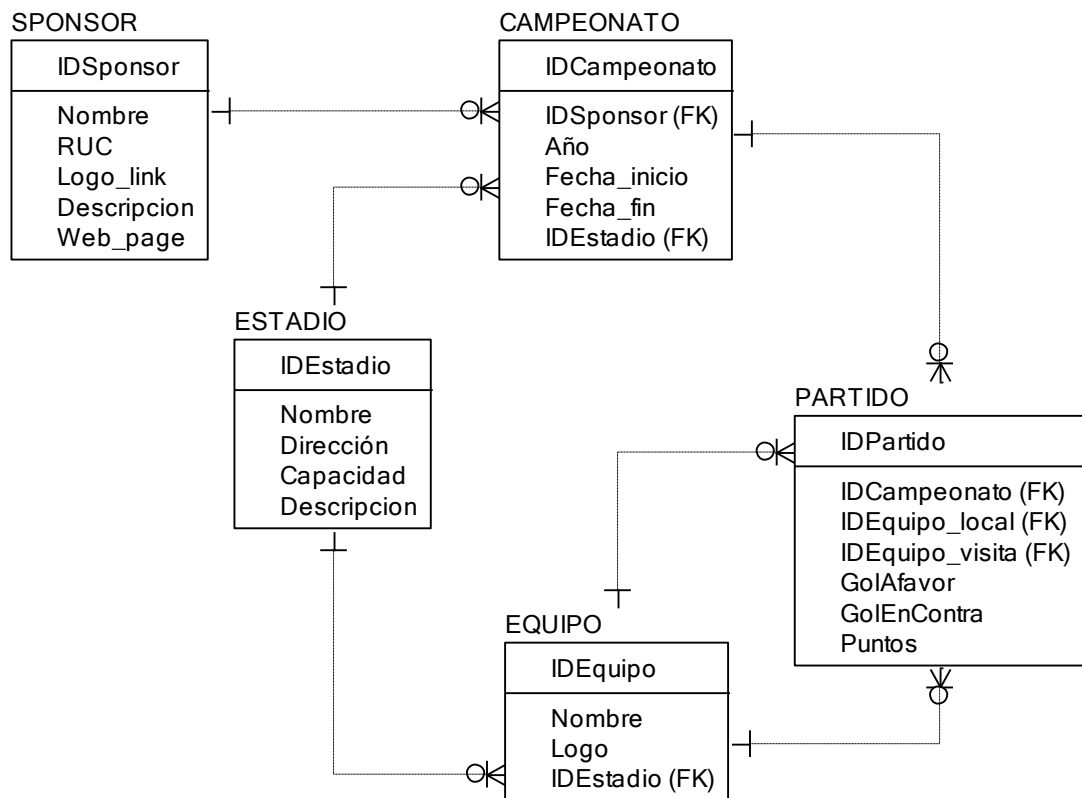 SPONSOR
IDSponsor
Nombre
RUC
Logo_link
Descripcion
Web_page
CAMPEONATO
IDCampeonato
IDSponsor (FK)
Año
Fecha_inicio
Fecha_fin
IDEstadio (FK)
ESTADIO
IDEstadio
Nombre
Dirección
Capacidad
Descripcion
PARTIDO
IDPartido
IDCampeonato (FK)
IDEquipo_local (FK)
IDEquipo_visita (FK)
GolAfavor
GolEnContra
Puntos
EQUIPO
IDEquipo
Nombre
Logo
IDEstadio (FK)